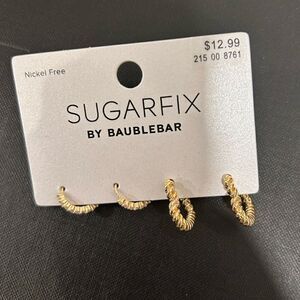 $12.99
Nickel Free
215 00 8761
SUGARFIX
BY BAUBLEBAR